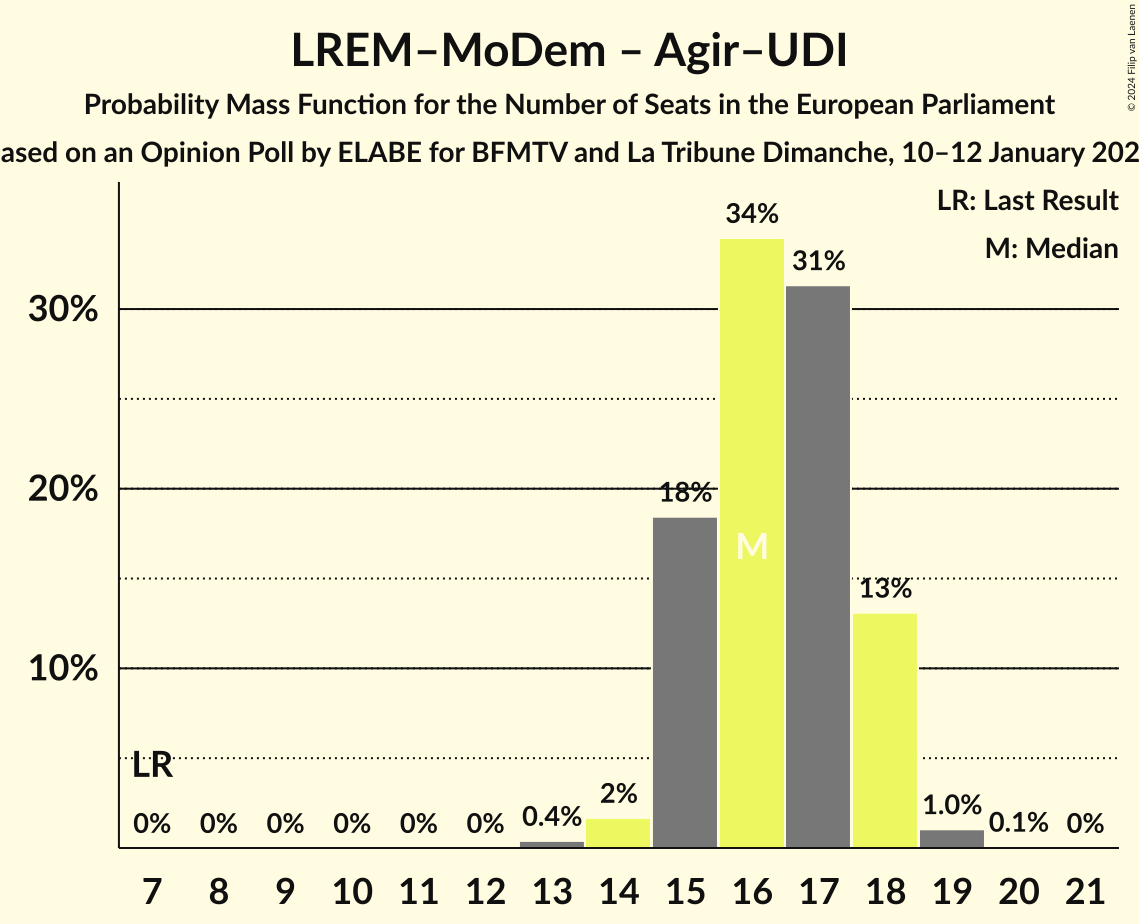 LREM–MoDem – Agir–UDI
Probability Mass Function for the Number of Seats in the European Parliament
ased on an Opinion Poll by ELABE for BFMTV and La Tribune Dimanche, 10–12 January 202
© 2024 Filip van Laenen
LR: Last Result
M: Median
34%
31%
30%
20%
18%
M
13%
10%
LR
0% 0% 0% 0% 0% 0% 0.4% 2% 1.0% 0.1% 0%
7 8 9 10 11 12 13 14 15 16 17 18 19 20 21